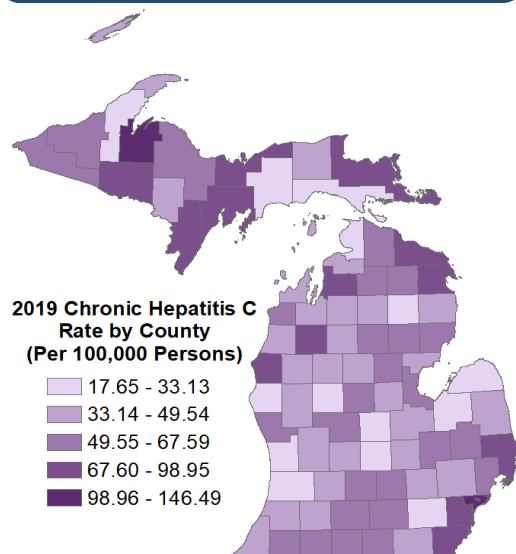 2019 Chronic Hepatitis C
Rate by County
(Per 100,000 Persons)
17.65 - 33.13
33.14 - 49.54
49.55 - 67.59
67.60 - 98.95
98.96 - 146.49